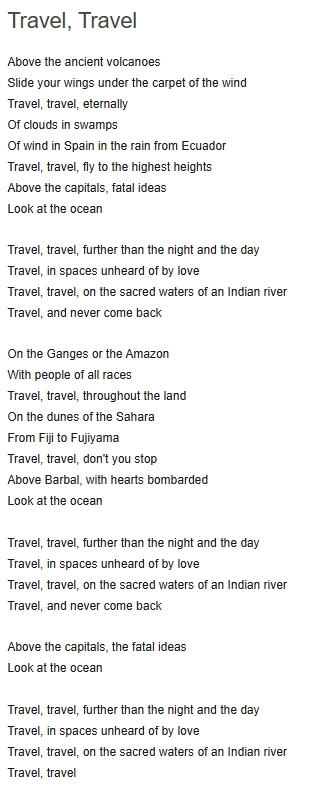 Travel, Travel
Above the ancient volcanoes
Slide your wings under the carpet of the wind
Travel, travel, eternally
Of clouds in swamps
Of wind in Spain in the rain from Ecuador
Travel, travel, fly to the highest heights
Above the capitals, fatal ideas
Look at the ocean
Travel, travel, further than the night and the day
Travel, in spaces unheard of by love
Travel, travel, on the sacred waters of an Indian river
Travel, and never come back
On the Ganges or the Amazon
With people of all races
Travel, travel, throughout the land
On the dunes of the Sahara
From Fiji to Fujiyama
Travel, travel, don't you stop
Above Barbal, with hearts bombarded
Look at the ocean
Travel, travel, further than the night and the day
Travel, in spaces unheard of by love
Travel, travel, on the sacred waters of an Indian river
Travel, and never come back
Above the capitals, the fatal ideas
Look at the ocean
Travel, travel, further than the night and the day
Travel, in spaces unheard of by love
Travel, travel, on the sacred waters of an Indian river
Travel, travel